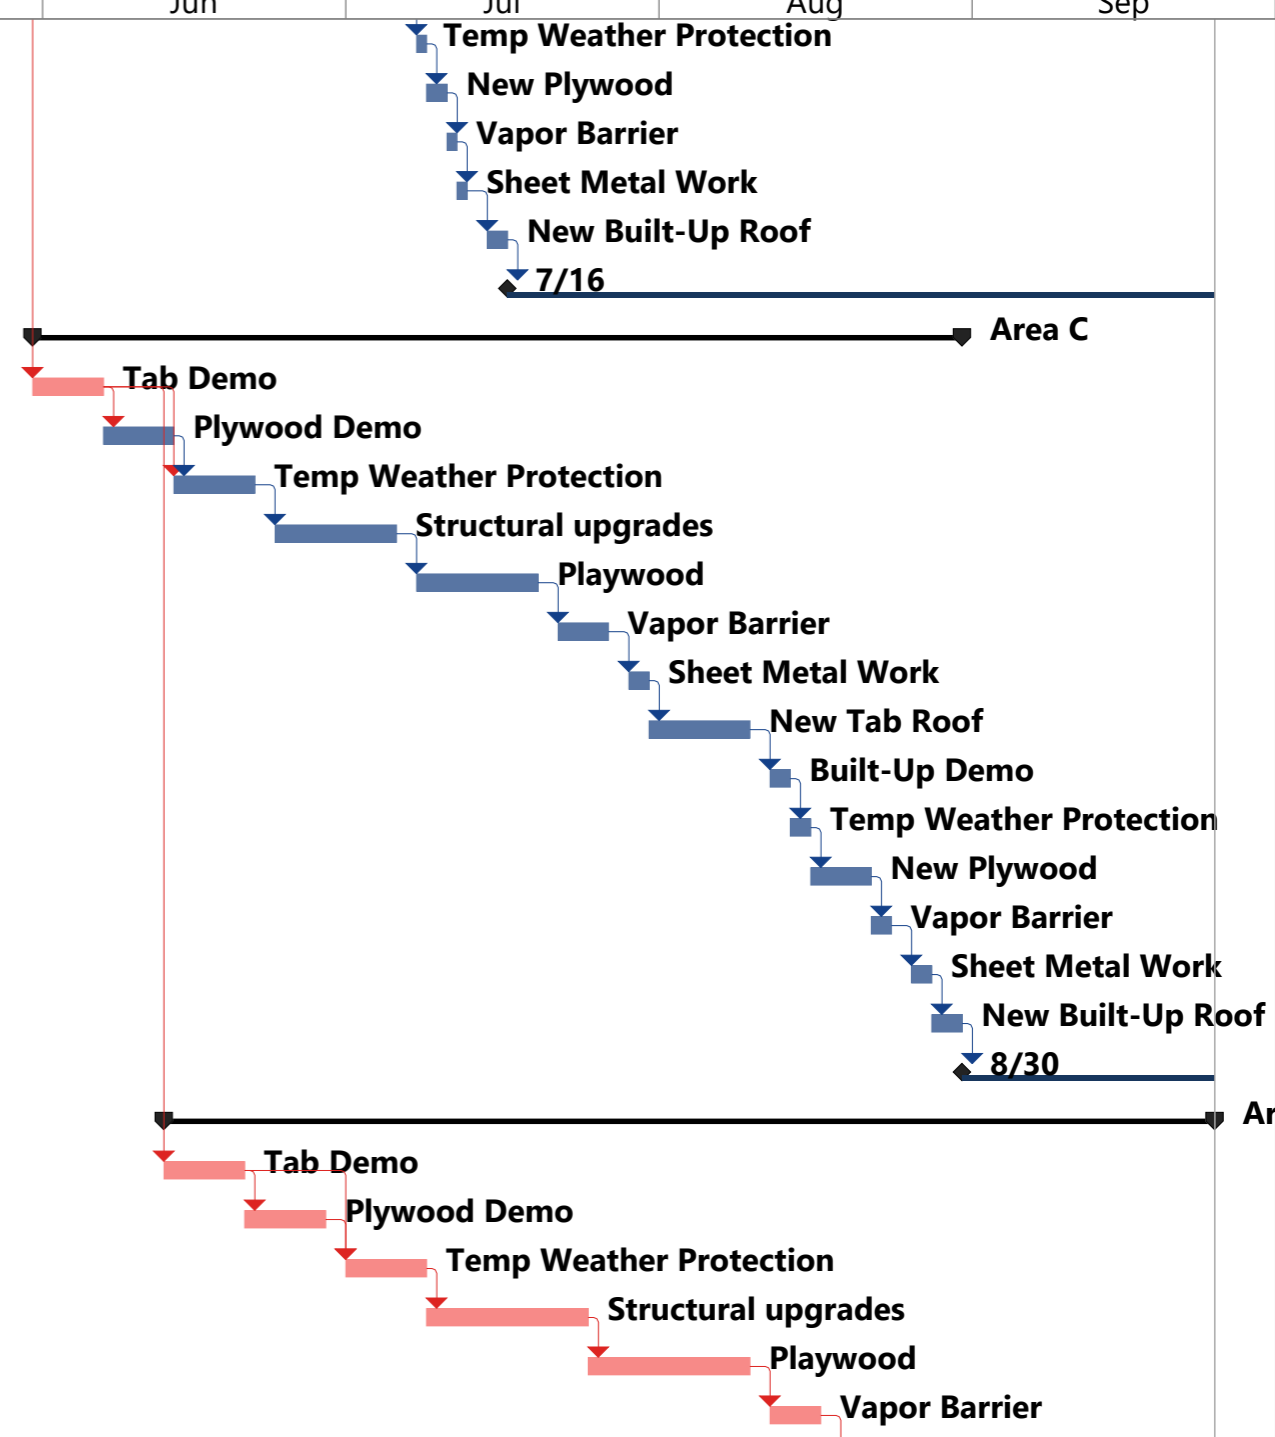 Jun Jul Aug Sep
Temp Weather Protection
New Plywood
Vapor Barrier
Sheet Metal Work
New Built-Up Roof
7/16
Area C
Tab Demo
Plywood Demo
Temp Weather Protection
Structural upgrades
Playwood
Vapor Barrier
Sheet Metal Work
New Tab Roof
Built-Up Demo
Temp Weather Protection
New Plywood
Vapor Barrier
Sheet Metal Work
New Built-Up Roof
8/30
Ar
Tab Demo
Plywood Demo
Temp Weather Protection
Structural upgrades
Playwood
Vapor Barrier